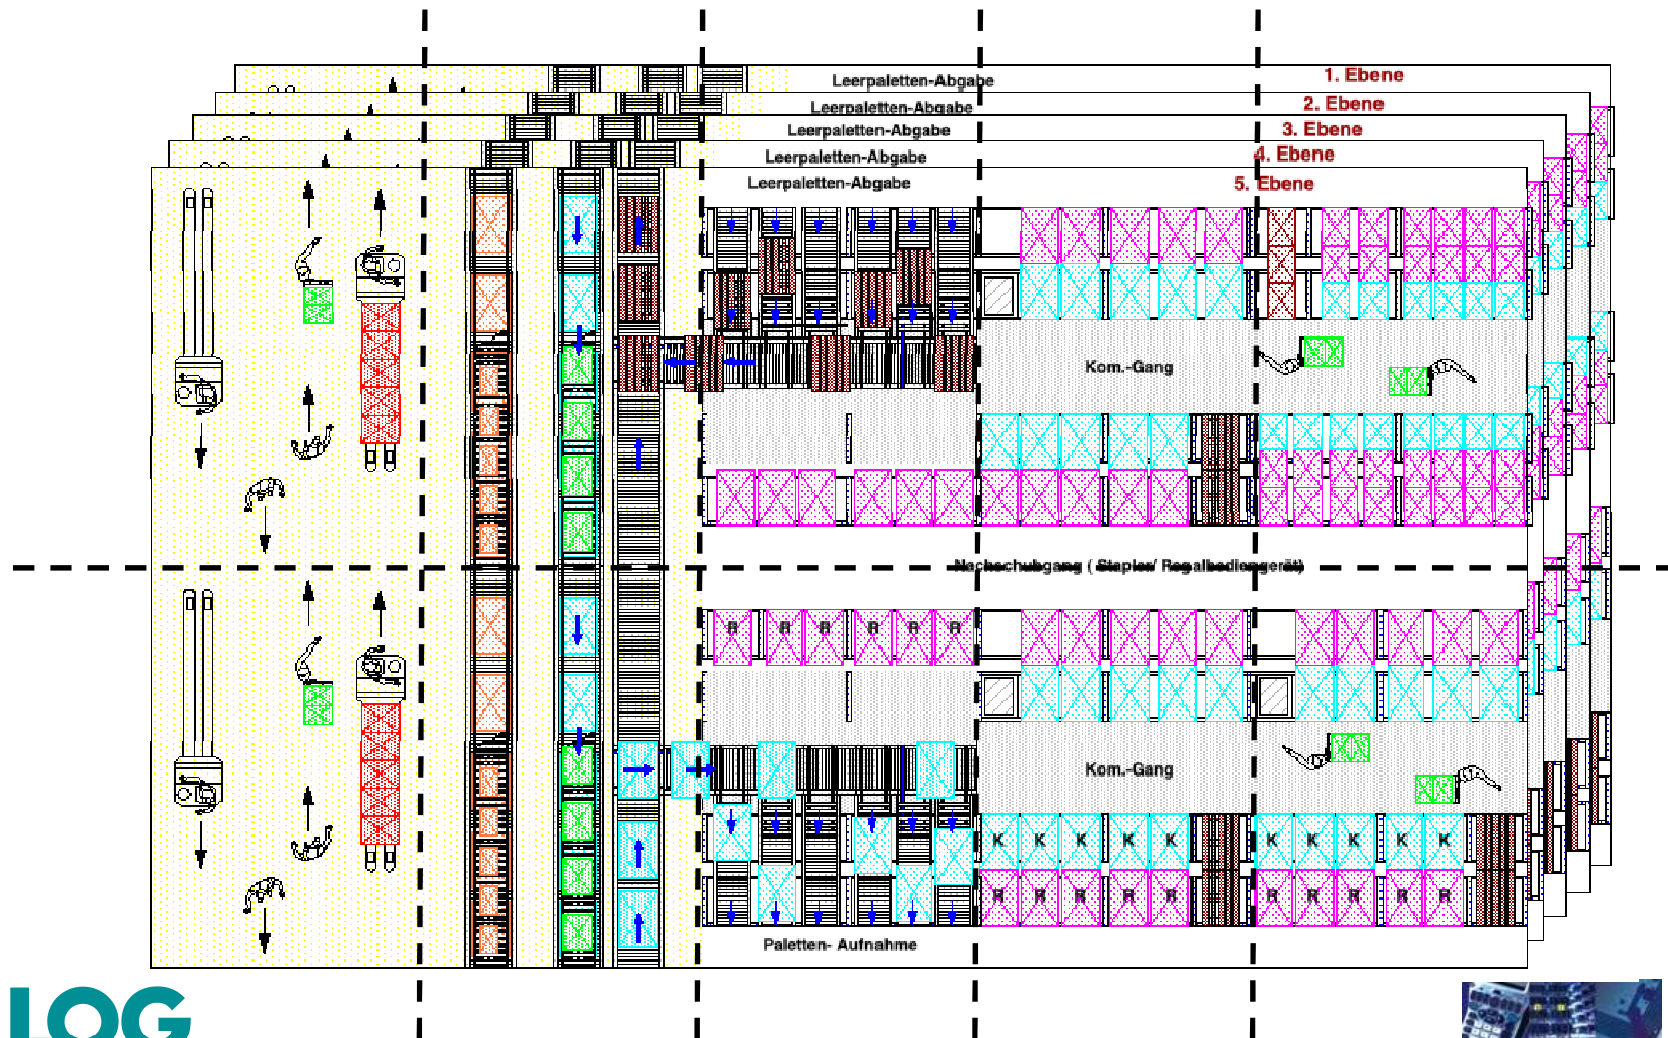 Leerpaletten-Abgabe 1. Ebene
Leerpaletten-Abgabe 2. Ebene
Leerpaletten-Abgabe 3. Ebene
Leerpaletten-Abgabe 4. Ebene
Leerpaletten-Abgabe 5. Ebene
Kom.-Gang
Nachschubgang ( Stapler/ Regalbediengerät)
R R R R R R
Kom.-Gang
K K K K K K K K K K
R R R R R R R R R R
Paletten- Aufnahme
LOG